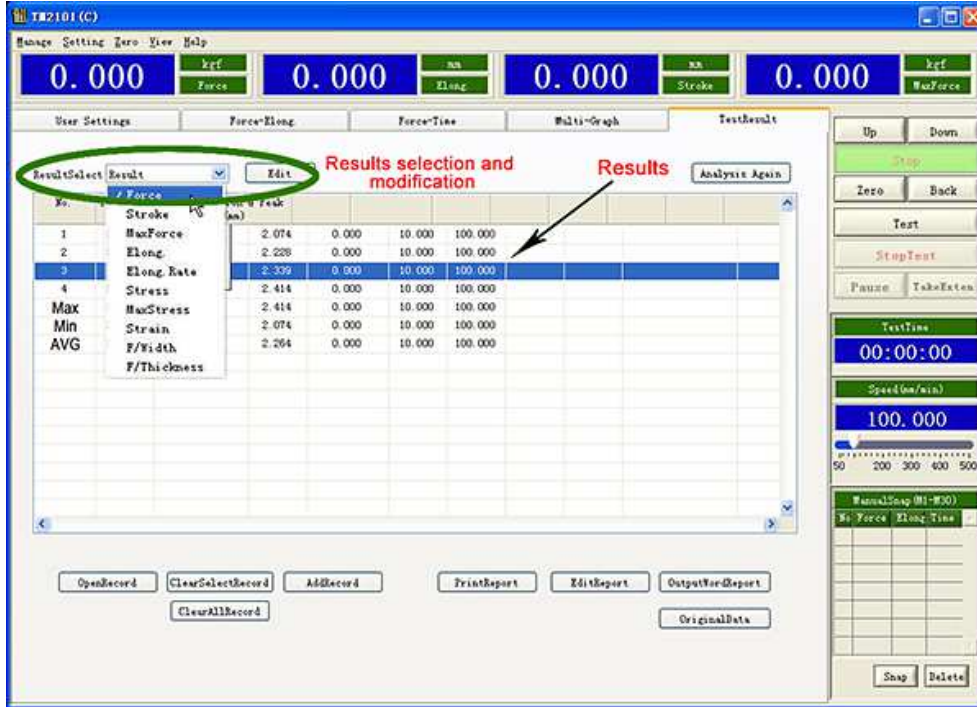 TM2101(C)
Manage Setting Zero View Help
0.000 kgf Force 0.000 mm Elong. 0.000 mm Stroke 0.000 kgf MaxForce
User Settings Force-Elong. Force-Time Multi-Graph TestResult
ResultSelect Result Edit
Results selection and
modification
Results
Analysis Again
No. Peak
(mm)
✓ Force
Stroke
MaxForce
Elong.
Elong.Rate
Stress
MaxStress
Strain
F/Width
F/Thickness
1 2.074 0.000 10.000 100.000
2 2.228 0.000 10.000 100.000
3 2.339 0.000 10.000 100.000
4 2.414 0.000 10.000 100.000
Max 2.414 0.000 10.000 100.000
Min 2.074 0.000 10.000 100.000
AVG 2.264 0.000 10.000 100.000
OpenRecord ClearSelectRecord AddRecord PrintReport EditReport OutputWordReport
ClearAllRecord OriginalData
Up Down
Stop
Zero Back
Test
StopTest
Pause TakeExten
TestTime
00:00:00
Speed(mm/min)
100.000
50 200 300 400 500
ManualSnap(M1-M30)
No Force Elong Time
Snap Delete